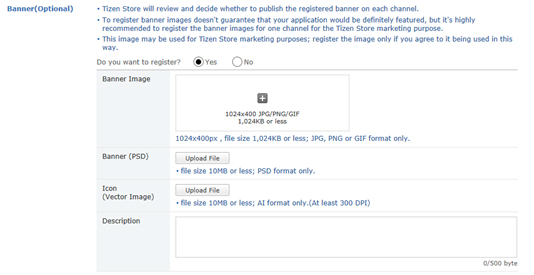 Banner(Optional)
• Tizen Store will review and decide whether to publish the registered banner on each channel.
• To register banner images doesn't guarantee that your application would be definitely featured, but it's highly
recommended to register the banner images for one channel for the Tizen Store marketing purpose.
• This image may be used for Tizen Store marketing purposes; register the image only if you agree to it being used in this
way.
Do you want to register? Yes No
Banner Image
1024x400 JPG/PNG/GIF
1,024KB or less
1024x400px , file size 1,024KB or less; JPG, PNG or GIF format only.
Banner (PSD)
Upload File
• file size 10MB or less; PSD format only.
Icon
(Vector Image)
Upload File
• file size 10MB or less; AI format only.(At least 300 DPI)
Description
0/500 byte